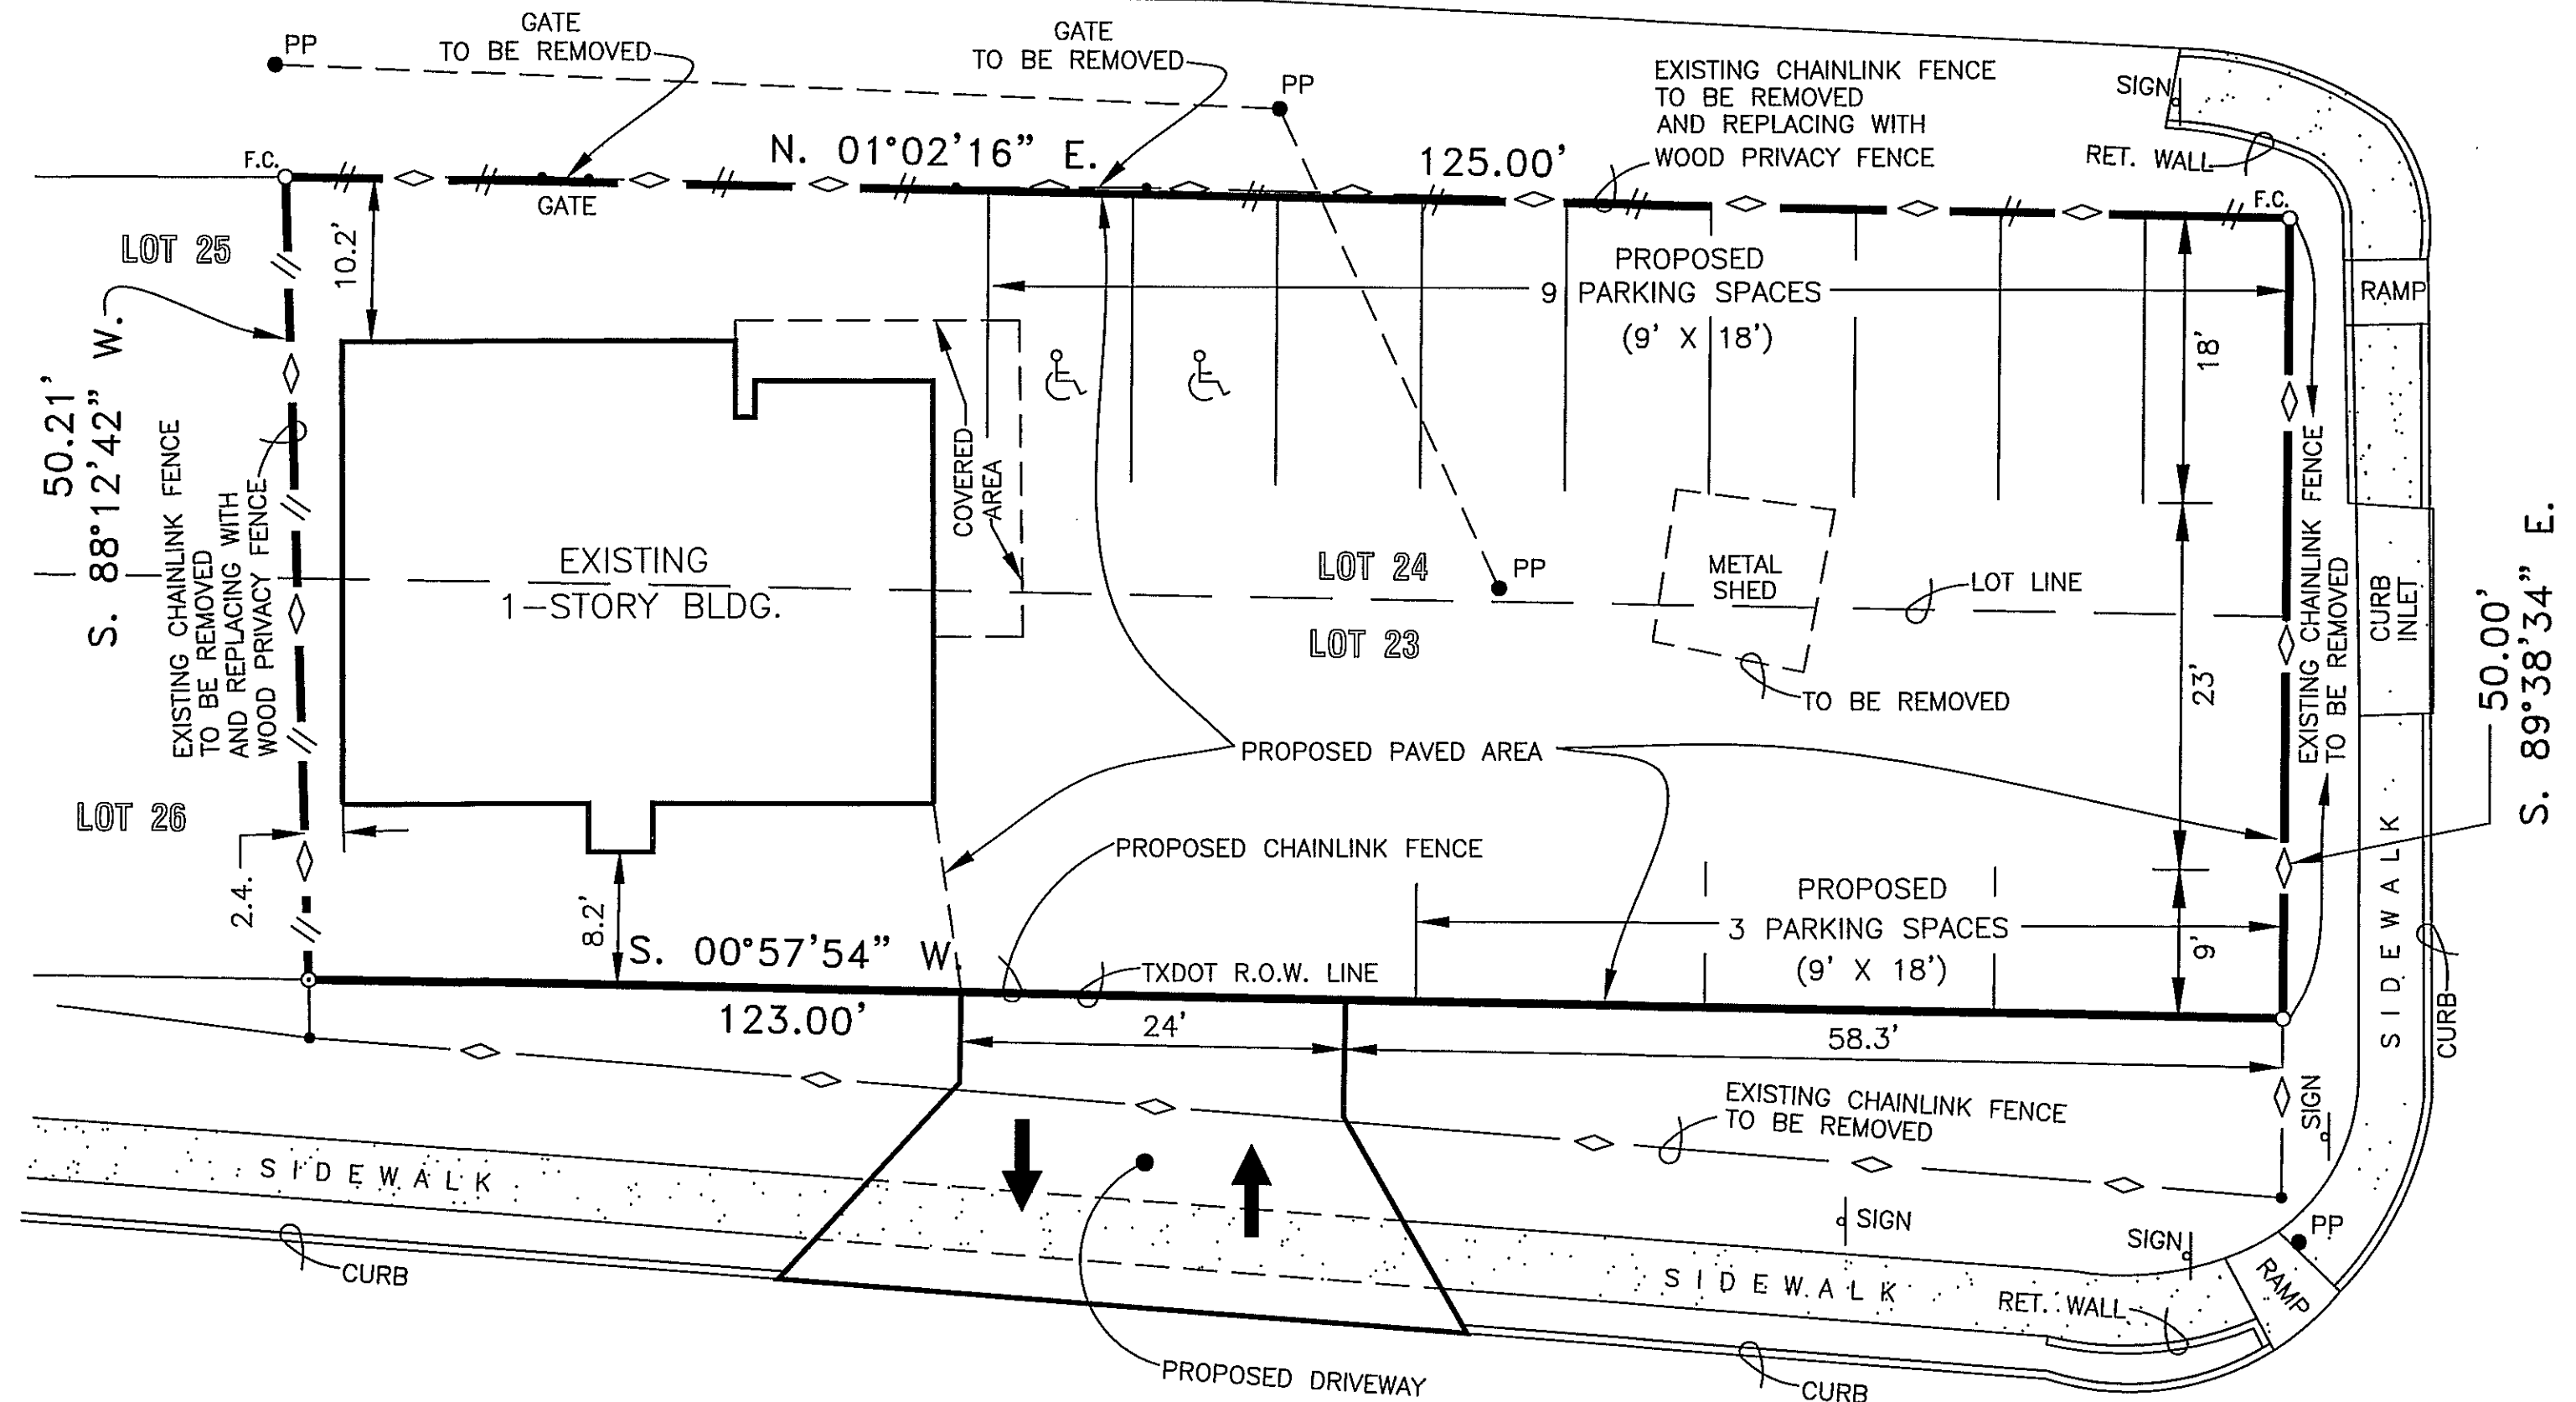 GATE
TO BE REMOVED
GATE
TO BE REMOVED
PP
PP
EXISTING CHAINLINK FENCE
TO BE REMOVED
AND REPLACING WITH
WOOD PRIVACY FENCE
SIGN
RET. WALL
F.C.
N. 01°02'16" E.
125.00'
F.C.
GATE
LOT 25
10.2'
PROPOSED
9 PARKING SPACES
(9' X 18')
RAMP
18'
50.21'
S. 88°12'42" W.
EXISTING CHAINLINK FENCE
TO BE REMOVED
AND REPLACING WITH
WOOD PRIVACY FENCE
COVERED
AREA
EXISTING
1-STORY BLDG.
LOT 24
PP
METAL
SHED
LOT LINE
LOT 23
TO BE REMOVED
23'
EXISTING CHAINLINK FENCE
TO BE REMOVED
CURB
INLET
50.00'
S. 89°38'34" E.
PROPOSED PAVED AREA
LOT 26
2.4.
8.2'
PROPOSED CHAINLINK FENCE
PROPOSED
3 PARKING SPACES
(9' X 18')
9'
SIDEWALK
CURB
S. 00°57'54" W.
TXDOT R.O.W. LINE
123.00'
24'
58.3'
EXISTING CHAINLINK FENCE
TO BE REMOVED
SIGN
SIDEWALK
SIGN
SIGN
PP
CURB
SIDEWALK
RET. WALL
RAMP
PROPOSED DRIVEWAY
CURB